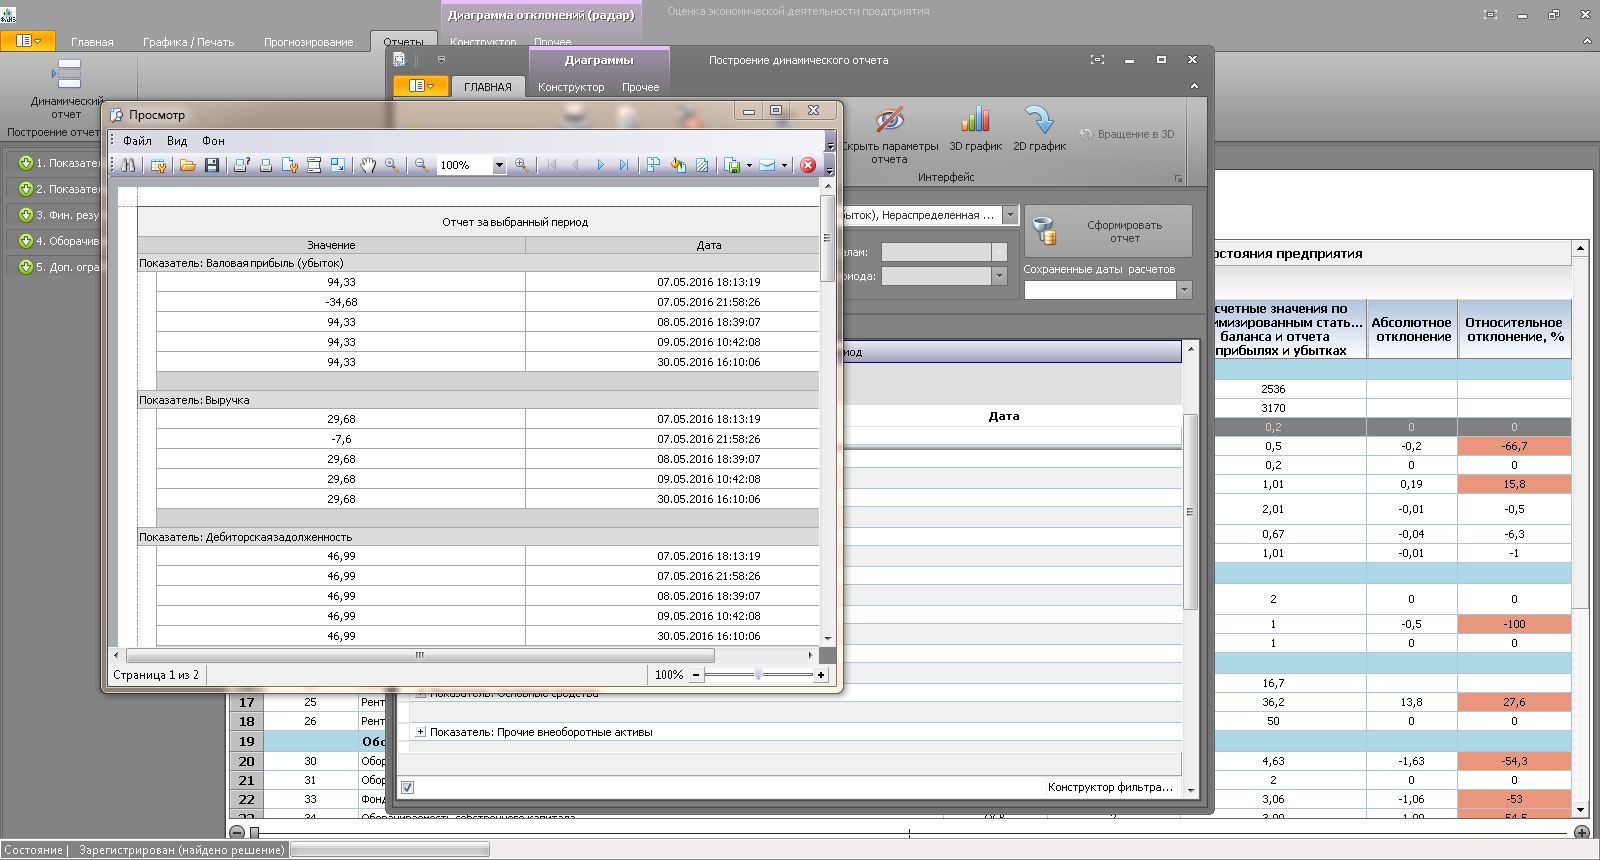 Диаграмма отклонений (радар)
Оценка экономической деятельности предприятия
Главная
Графика / Печать
Прогнозирование
Отчеты
Конструктор
Прочее
Динамический
отчет
Построение отчет
1. Показател
2. Показател
3. Фин. резу
4. Оборачив
5. Доп. огра
Диаграммы
Построение динамического отчета
ГЛАВНАЯ
Конструктор
Прочее
крыть параметры
отчета
3D график
2D график
Вращение в 3D
Интерфейс
ыток), Нераспределенная ...
алам:
риода:
Сформировать
отчет
Сохраненные даты расчетов
иод
Дата
Показатель: Основные средства
Показатель: Прочие внеоборотные активы
Конструктор фильтра...
Просмотр
Файл
Вид
Фон
100%
Отчет за выбранный период
Значение Дата
Показатель: Валовая прибыль (убыток)
94,33 07.05.2016 18:13:19
-34,68 07.05.2016 21:58:26
94,33 08.05.2016 18:39:07
94,33 09.05.2016 10:42:08
94,33 30.05.2016 16:10:06
Показатель: Выручка
29,68 07.05.2016 18:13:19
-7,6 07.05.2016 21:58:26
29,68 08.05.2016 18:39:07
29,68 09.05.2016 10:42:08
29,68 30.05.2016 16:10:06
Показатель: Дебиторская задолженность
46,99 07.05.2016 18:13:19
46,99 07.05.2016 21:58:26
46,99 08.05.2016 18:39:07
46,99 09.05.2016 10:42:08
46,99 30.05.2016 16:10:06
Страница 1 из 2
100%
остояния предприятия
счетные значения по
имизированным стать...
баланса и отчета
прибылях и убытках
Абсолютное
отклонение
Относительное
отклонение, %
2536
3170
0,2 0 0
0,5 -0,2 -66,7
0,2 0 0
1,01 0,19 15,8
2,01 -0,01 -0,5
0,67 -0,04 -6,3
1,01 -0,01 -1
2 0 0
1 -0,5 -100
1 0 0
16,7
17 25 Рент 36,2 13,8 27,6
18 26 Рент 50 0 0
19 Обо
20 30 Обор 4,63 -1,63 -54,3
21 31 Обор 2 0 0
22 33 Фонд 3,06 -1,06 -53
34 Оборачиваемость собственного капитала
Состояние |
Зарегистрирован (найдено решение)